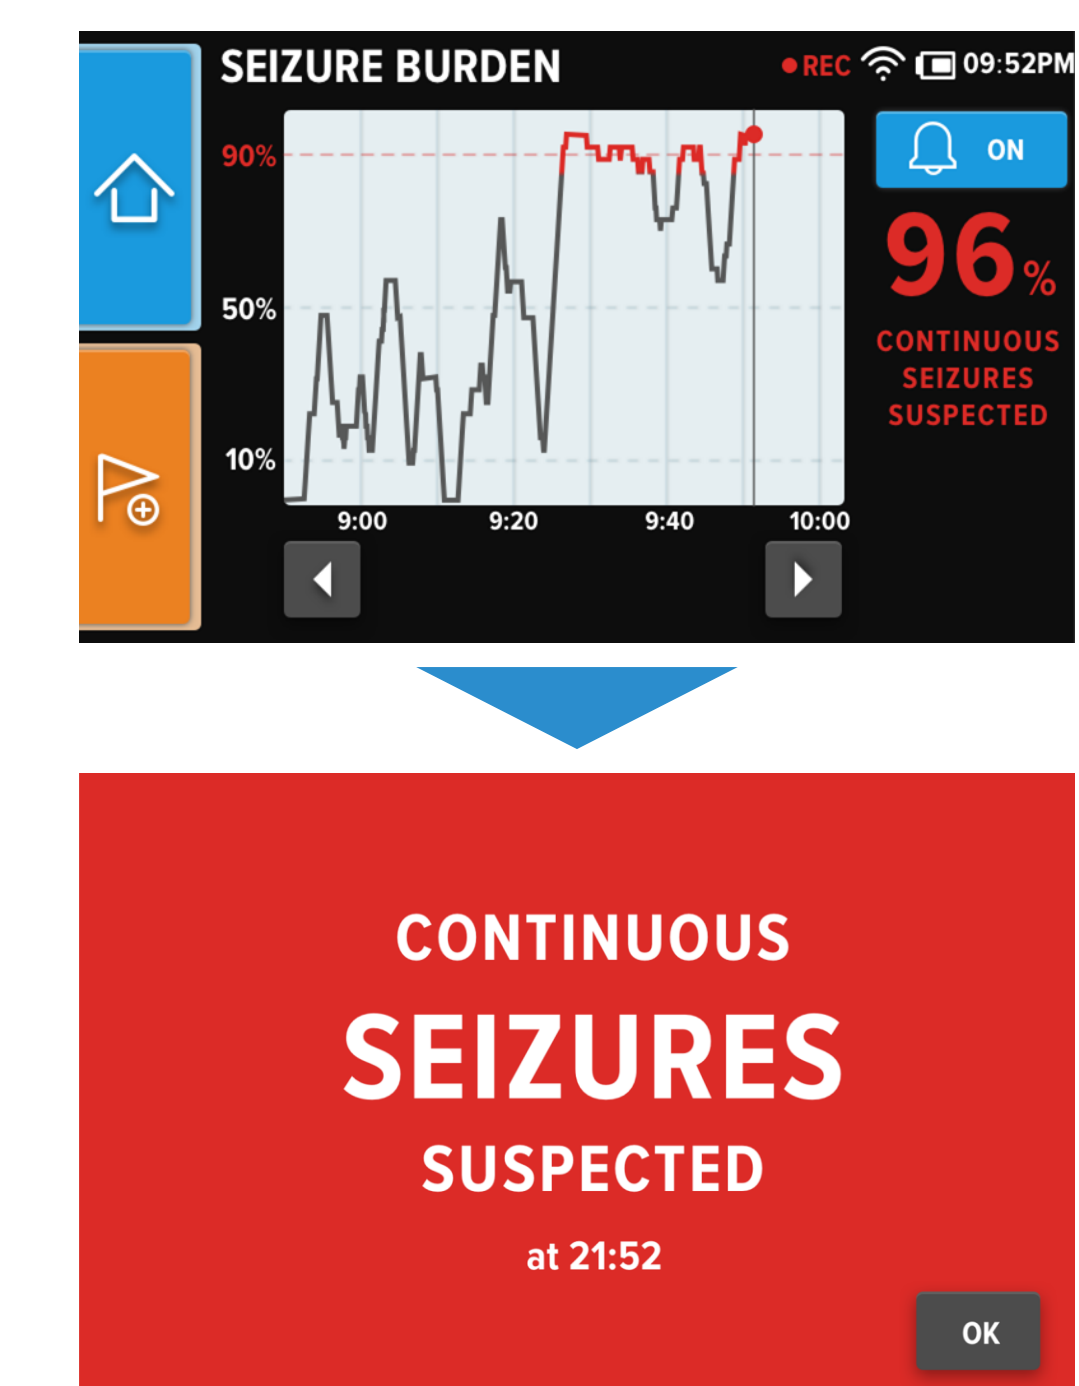 SEIZURE BURDEN
REC 09:52PM
ON
90%
50%
10%
96%
CONTINUOUS
SEIZURES
SUSPECTED
9:00 9:20 9:40 10:00
CONTINUOUS
SEIZURES
SUSPECTED
at 21:52
OK